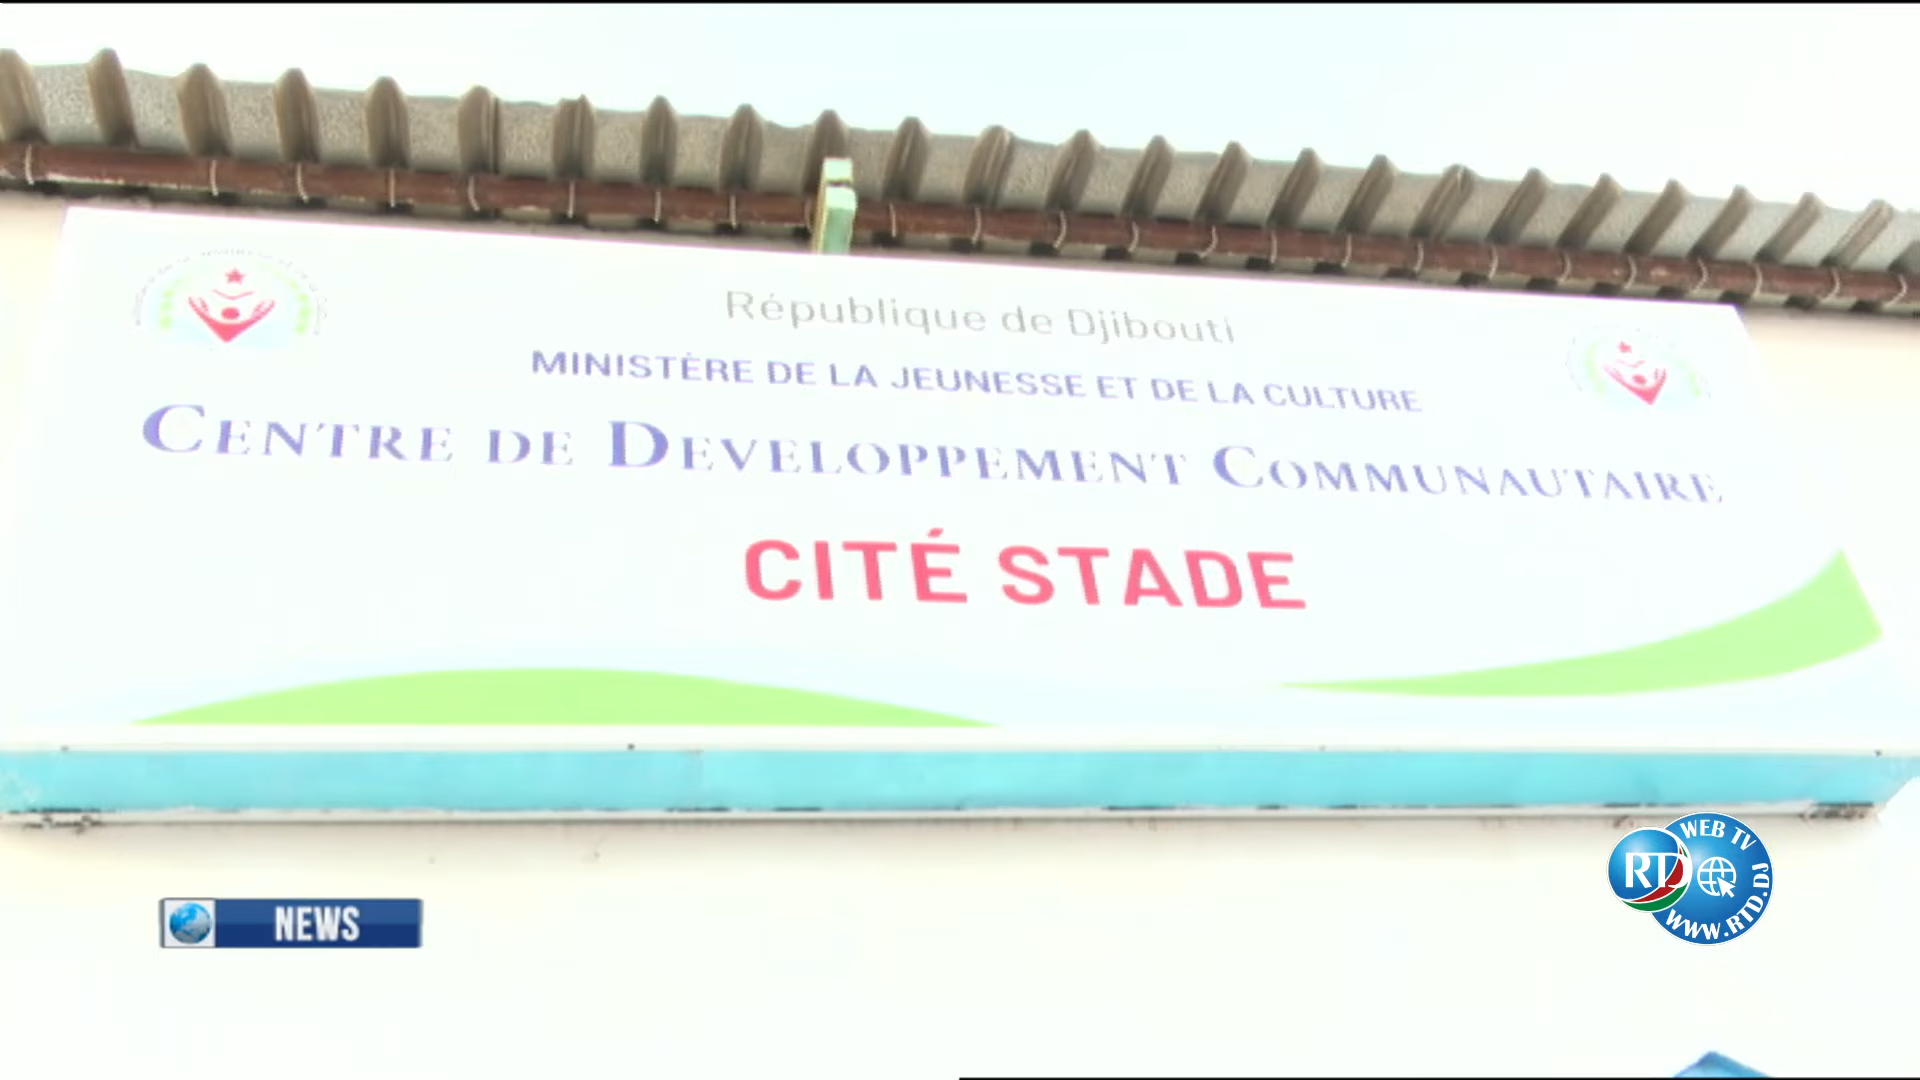 République de Djibouti
MINISTÈRE DE LA JEUNESSE ET DE LA CULTURE
CENTRE DE DEVELOPPEMENT COMMUNAUTAIRE
CITÉ STADE
NEWS
WEB TV
RTD
WWW.RTD.DJ